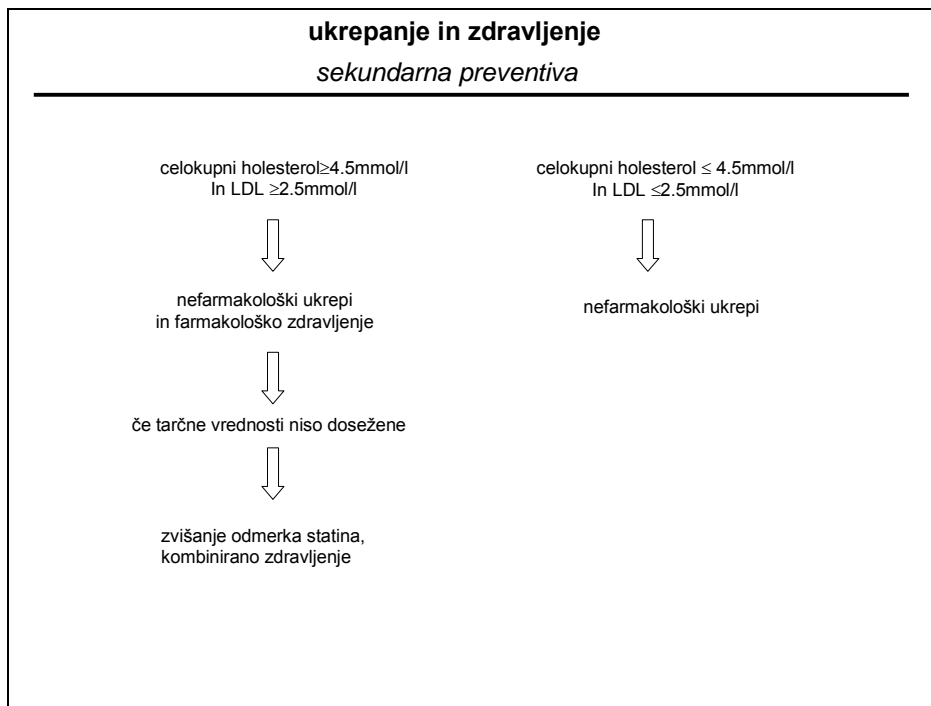 ukrepanje in zdravljenje
sekundarna preventiva
celokupni holesterol≥4.5mmol/l
In LDL ≥2.5mmol/l
nefarmakološki ukrepi
in farmakološko zdravljenje
če tarčne vrednosti niso dosežene
zvišanje odmerka statina,
kombinirano zdravljenje
celokupni holesterol ≤ 4.5mmol/l
In LDL ≤2.5mmol/l
nefarmakološki ukrepi